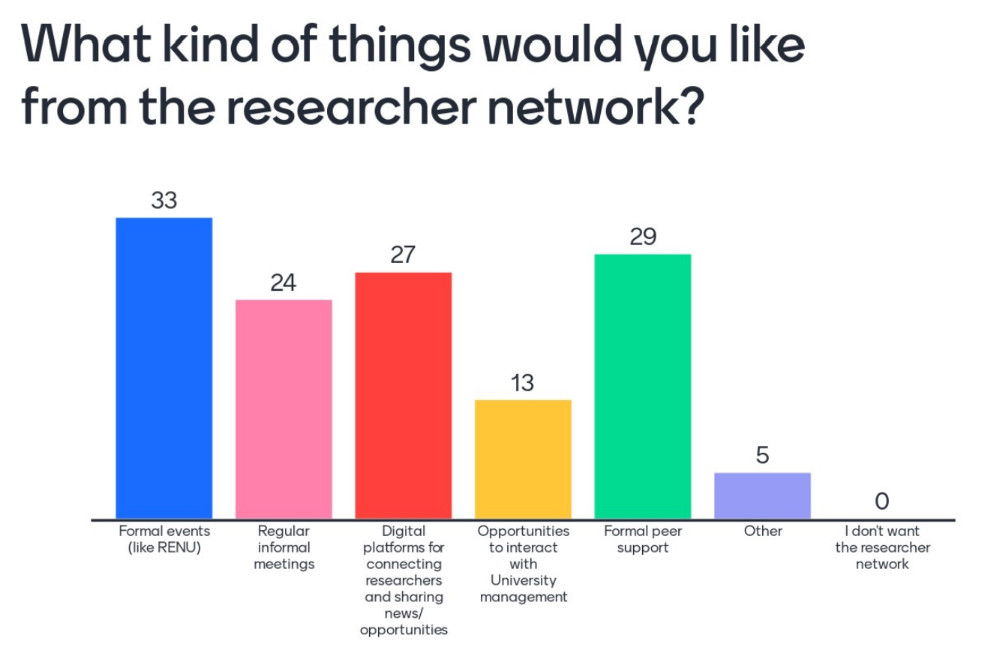 What kind of things would you like
from the researcher network?
33
24
27
13
29
5
0
Formal events
(like RENU)
Regular
informal
meetings
Digital
platforms for
connecting
researchers
and sharing
news/
opportunities
Opportunities
to interact
with
University
management
Formal peer
support
Other
I don't want
the researcher
network